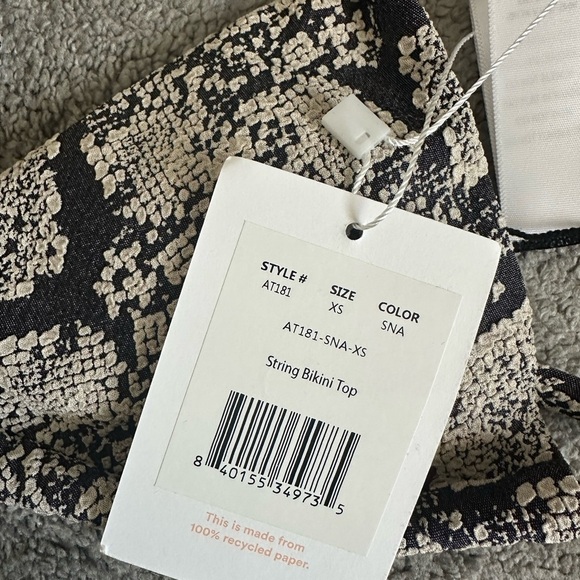 STYLE # SIZE COLOR
AT181 XS SNA
AT181-SNA-XS
String Bikini Top
8 40155 34973 5
This is made from
100% recycled paper.